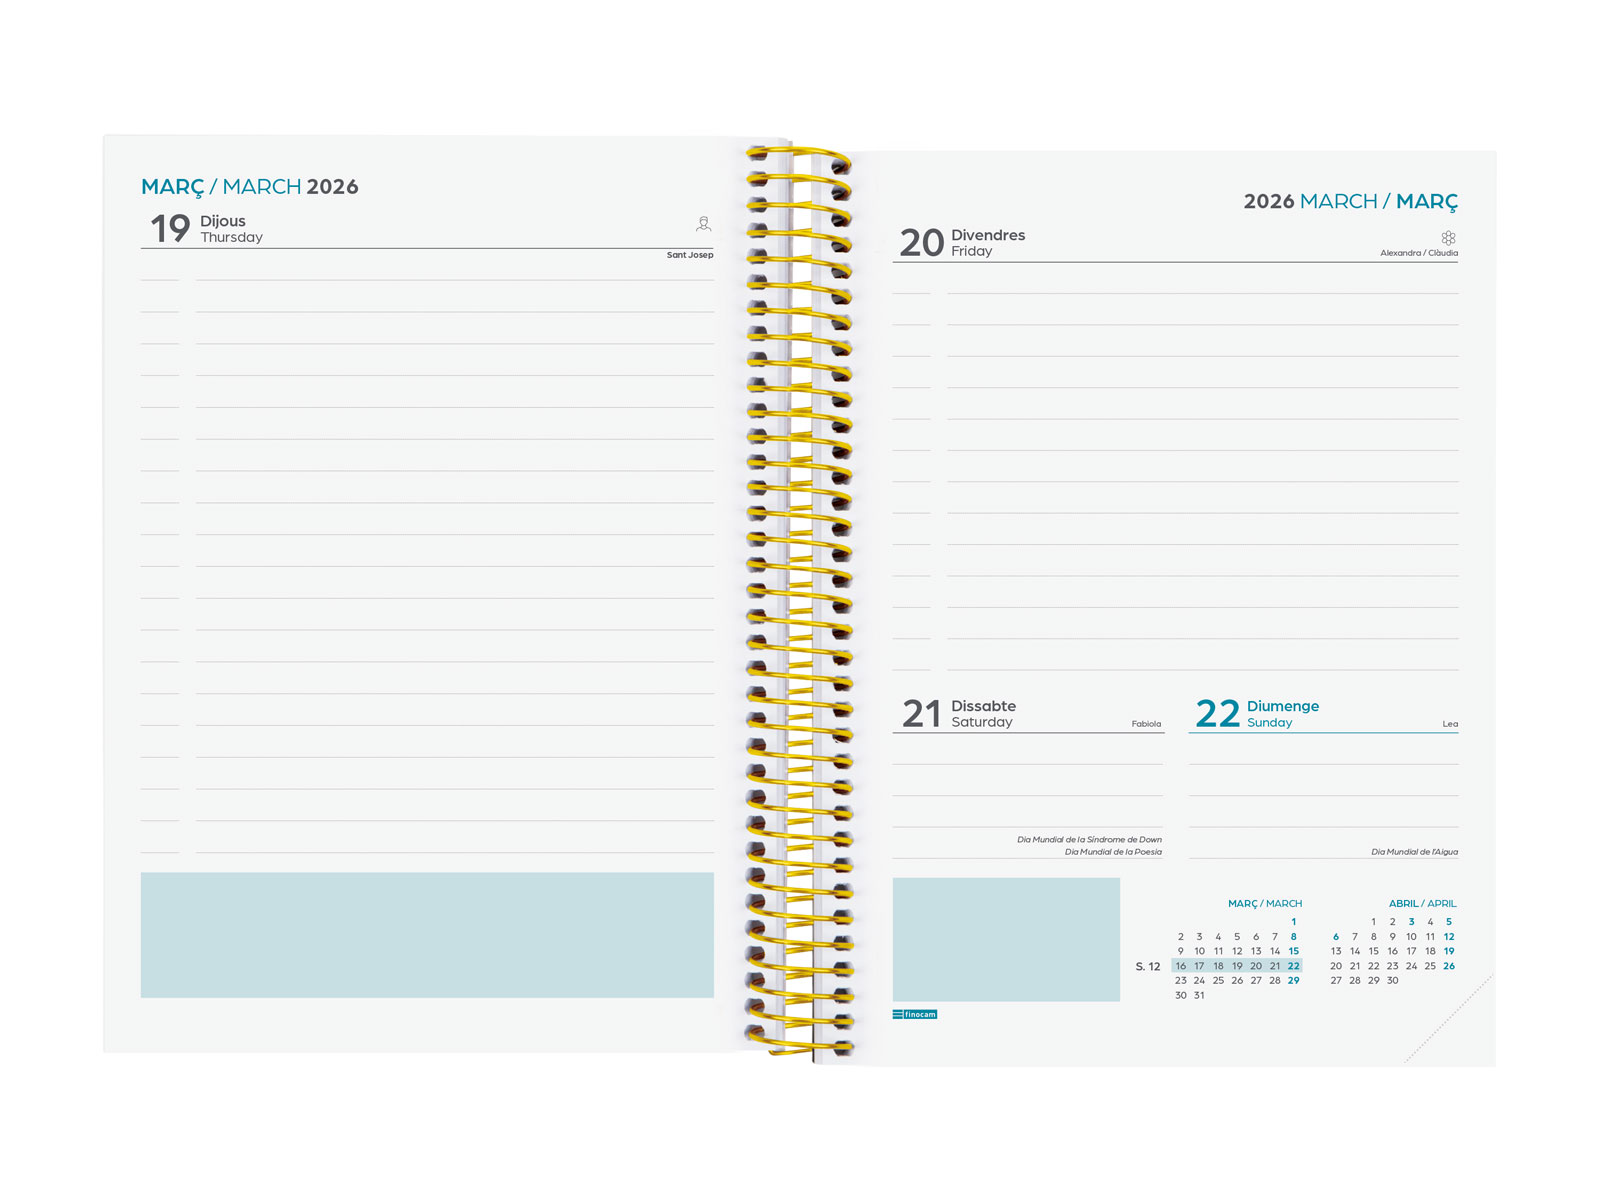 MARÇ / MARCH 2026
19 Dijous
Thursday
Sant Josep
2026 MARCH / MARÇ
20 Divendres
Friday
Alexandra / Clàudia
21 Dissabte
Saturday
Fabiola
Dia Mundial de la Síndrome de Down
Dia Mundial de la Poesia
22 Diumenge
Sunday
Lea
Dia Mundial de l'Aigua
MARÇ / MARCH
1
2 3 4 5 6 7 8
9 10 11 12 13 14 15
S. 12 16 17 18 19 20 21 22
23 24 25 26 27 28 29
30 31
ABRIL / APRIL
1 2 3 4 5
6 7 8 9 10 11 12
13 14 15 16 17 18 19
20 21 22 23 24 25 26
27 28 29 30
finocam